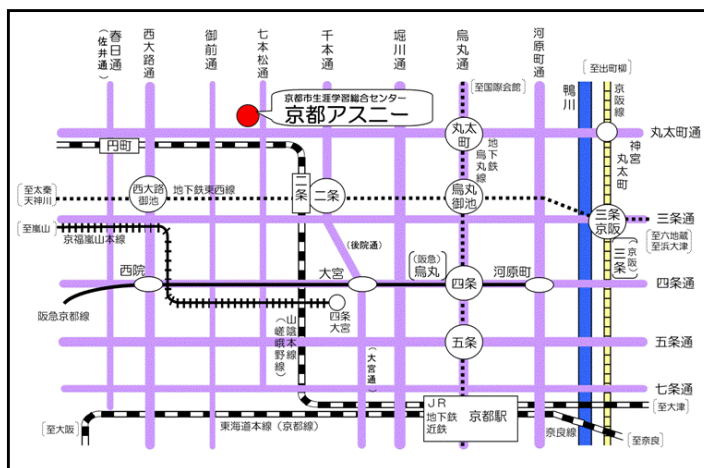 春日通
(佐井通)
西大路通
御前通
七本松通
千本通
堀川通
烏丸通
河原町通
鴨川
至出町柳
京阪線
至国際会館
京都市生涯学習総合センター
京都アスニー
丸太町
丸太町通
神宮丸太町
地下鉄烏丸線
円町
至太秦
天神川
西大路
御池
地下鉄東西線
二条
二条
烏丸
御池
三条
京阪
三条通
至六地蔵
至浜大津
三条
(京阪)
至嵐山
京福嵐山本線
(後院通)
西院
大宮
(阪急)
烏丸
四条
河原町
四条通
阪急京都線
四条
大宮
山陰本線
(嵯峨野線)
五条
五条通
(大宮通)
七条通
JR
地下鉄
近鉄
京都駅
至大津
至大阪
東海道本線(京都線)
奈良線
至奈良